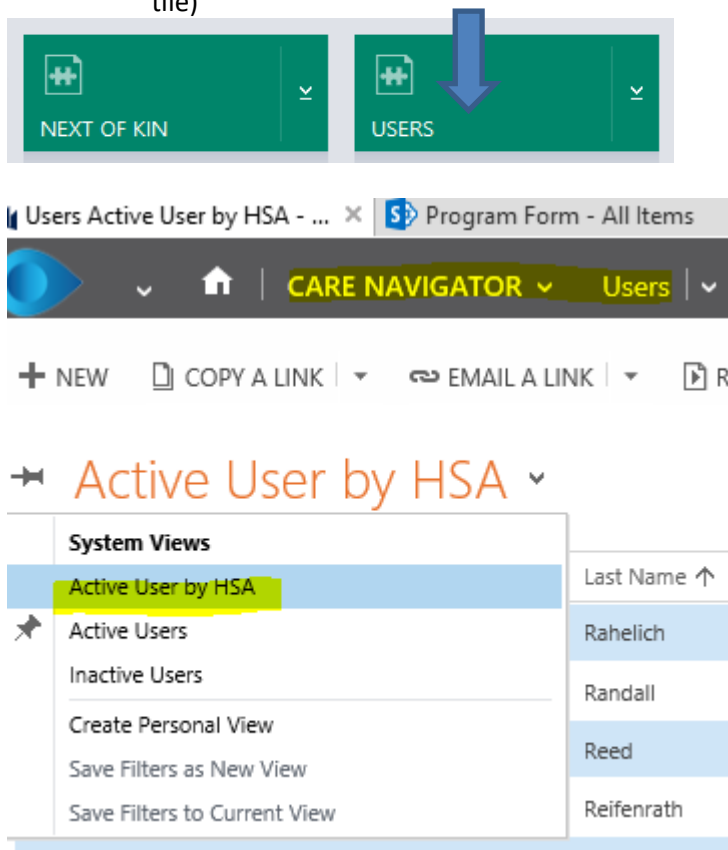 tile)
NEXT OF KIN USERS
Users Active User by HSA - ... × Program Form - All Items
CARE NAVIGATOR Users
NEW COPY A LINK EMAIL A LINK R
Active User by HSA
System Views
Active User by HSA Last Name
Active Users Rahelich
Inactive Users Randall
Create Personal View
Save Filters as New View Reed
Save Filters to Current View Reifenrath